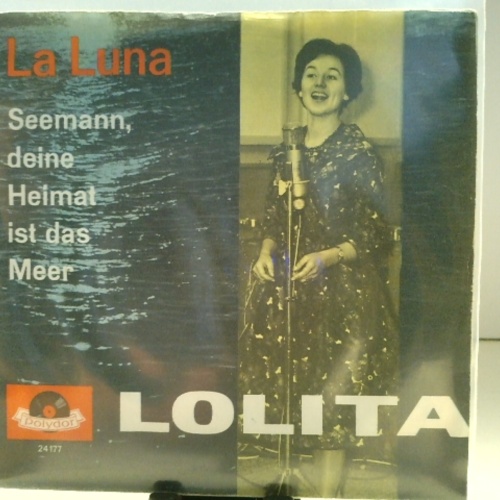 La Luna
Seemann,
deine
Heimat
ist das
Meer
Polydor
24177
LOLITA